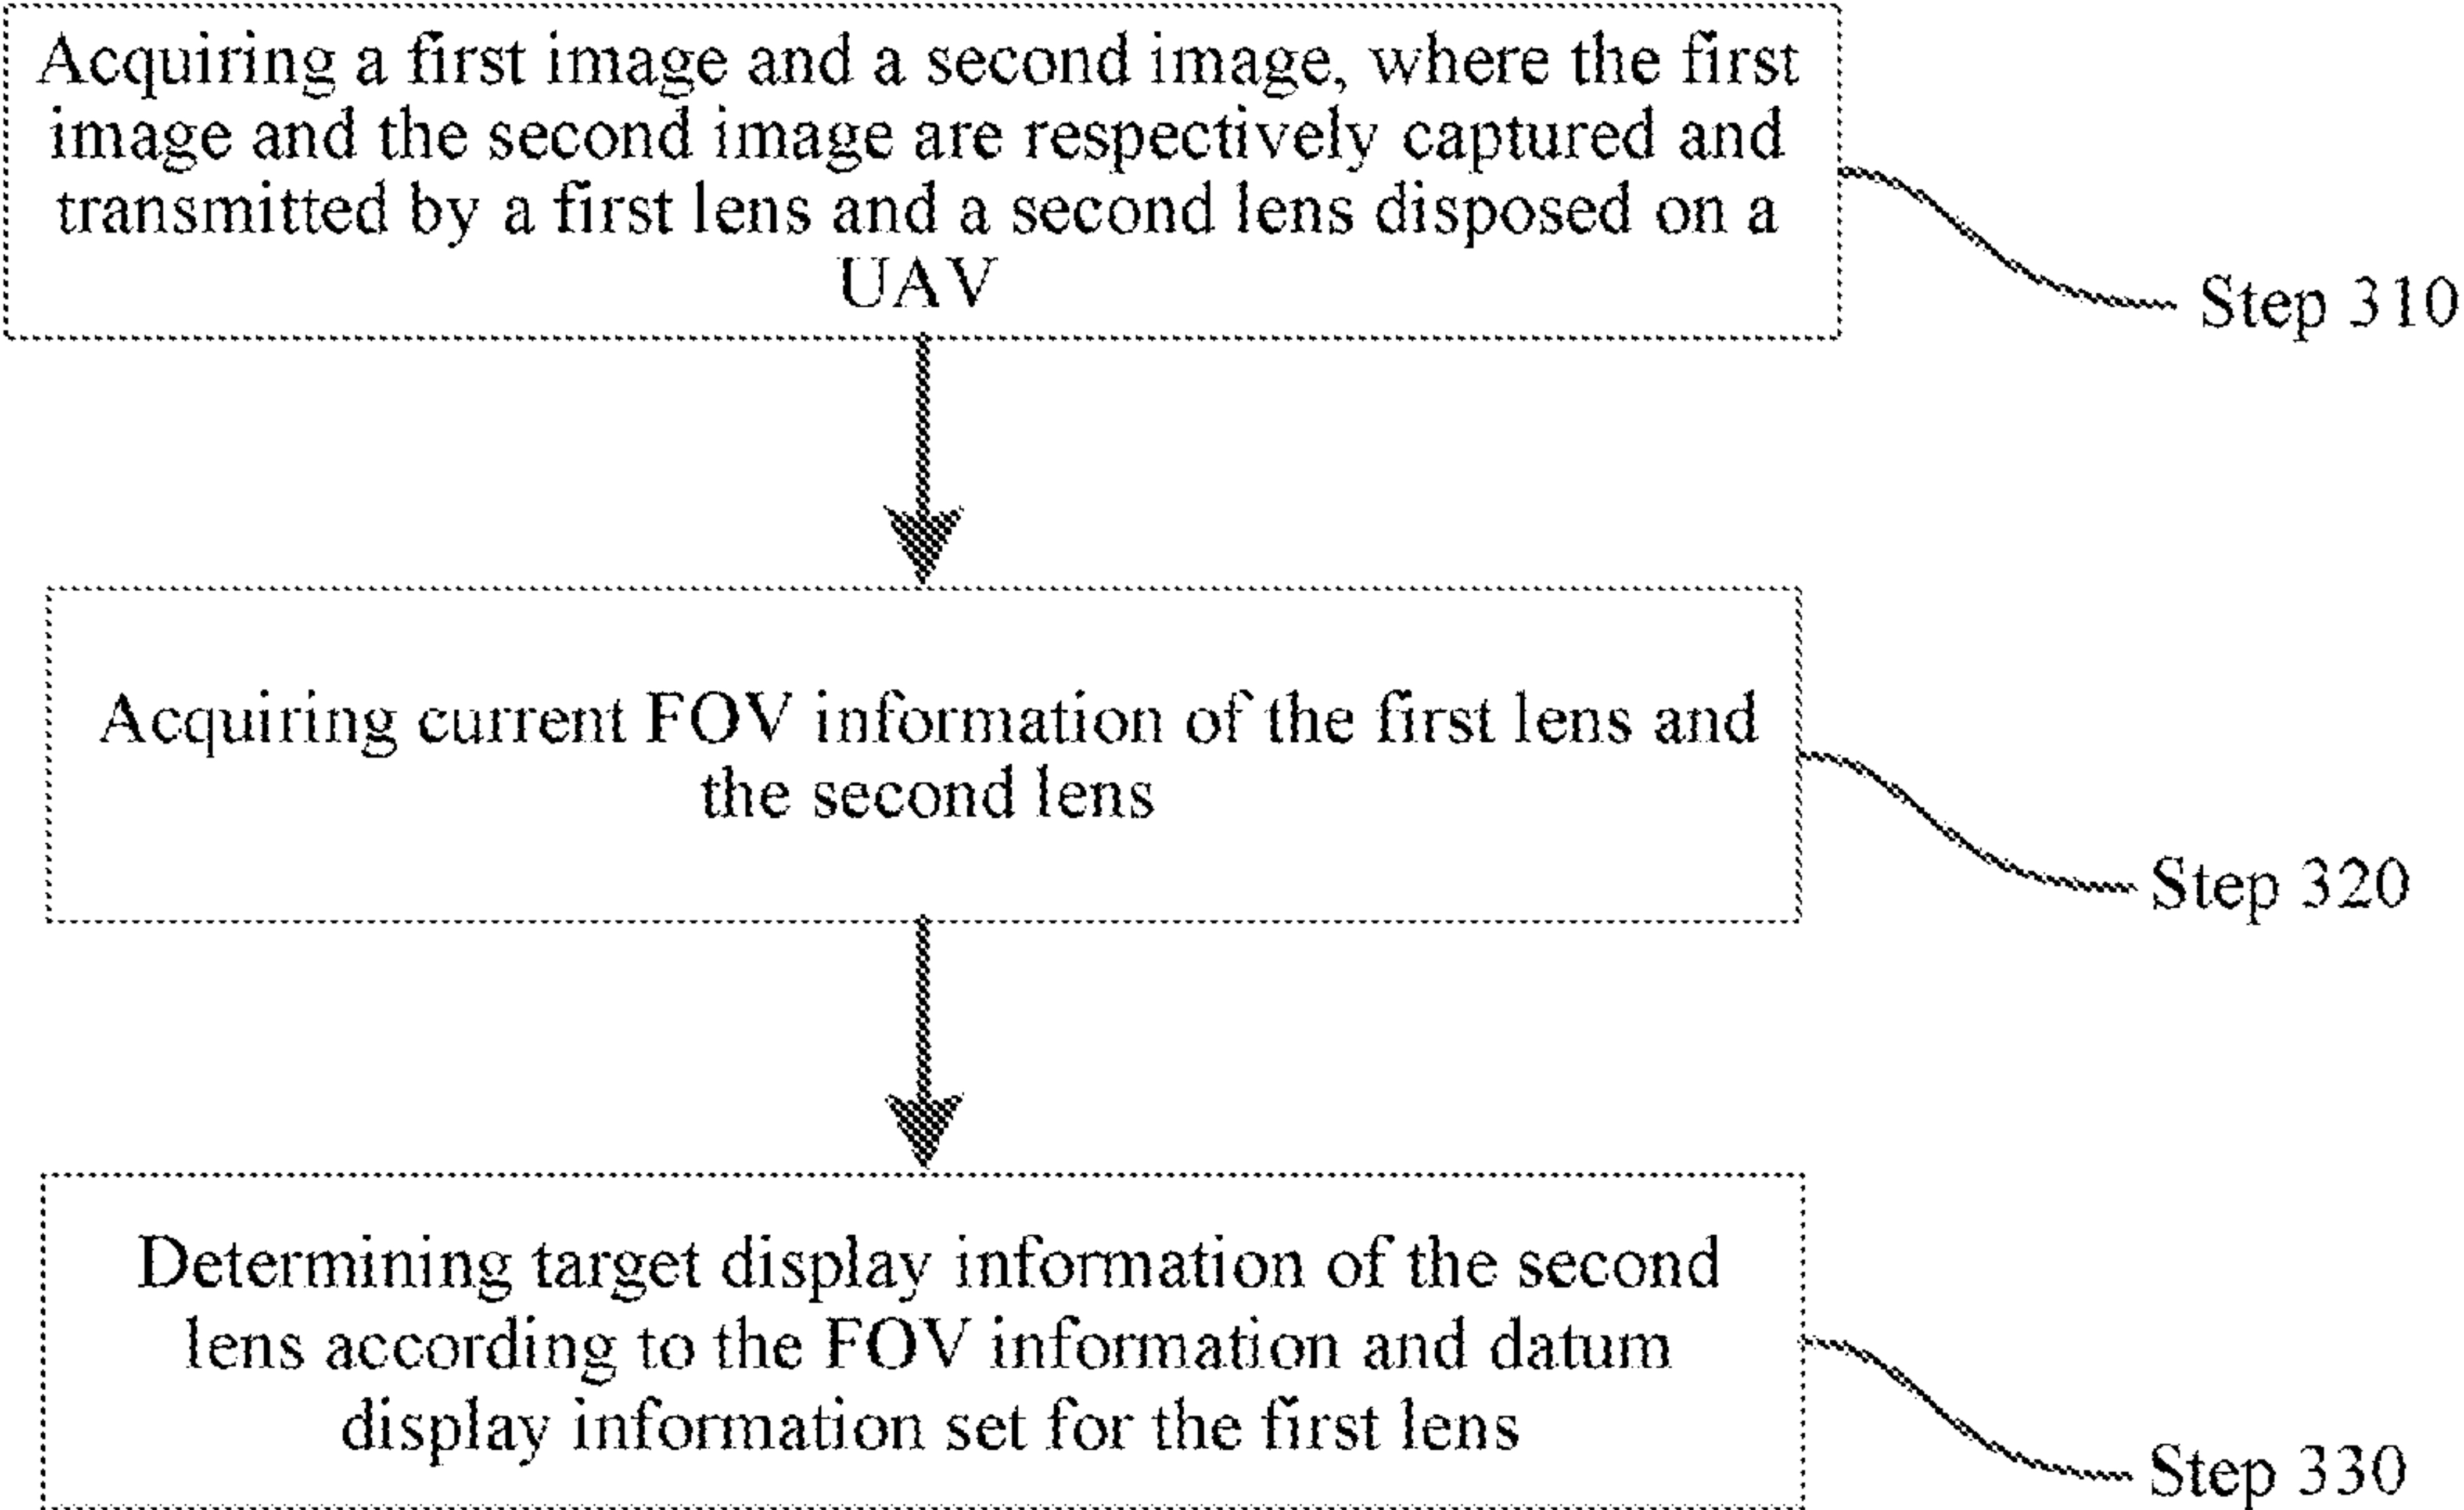 Acquiring a first image and a second image, where the first
image and the second image are respectively captured and
transmitted by a first lens and a second lens disposed on a
UAV
Step 310
Acquiring current FOV information of the first lens and
the second lens
Step 320
Determining target display information of the second
lens according to the FOV information and datum
display information set for the first lens
Step 330